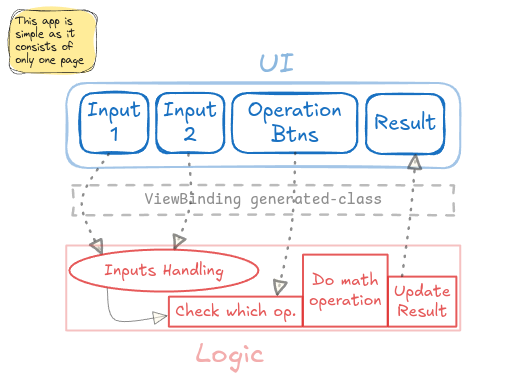 This app is
simple as it
consists of
only one page
UI
Input
1
Input
2
Operation
Btns
Result
ViewBinding generated-class
Inputs Handling
Check which op.
Do math
operation
Update
Result
Logic